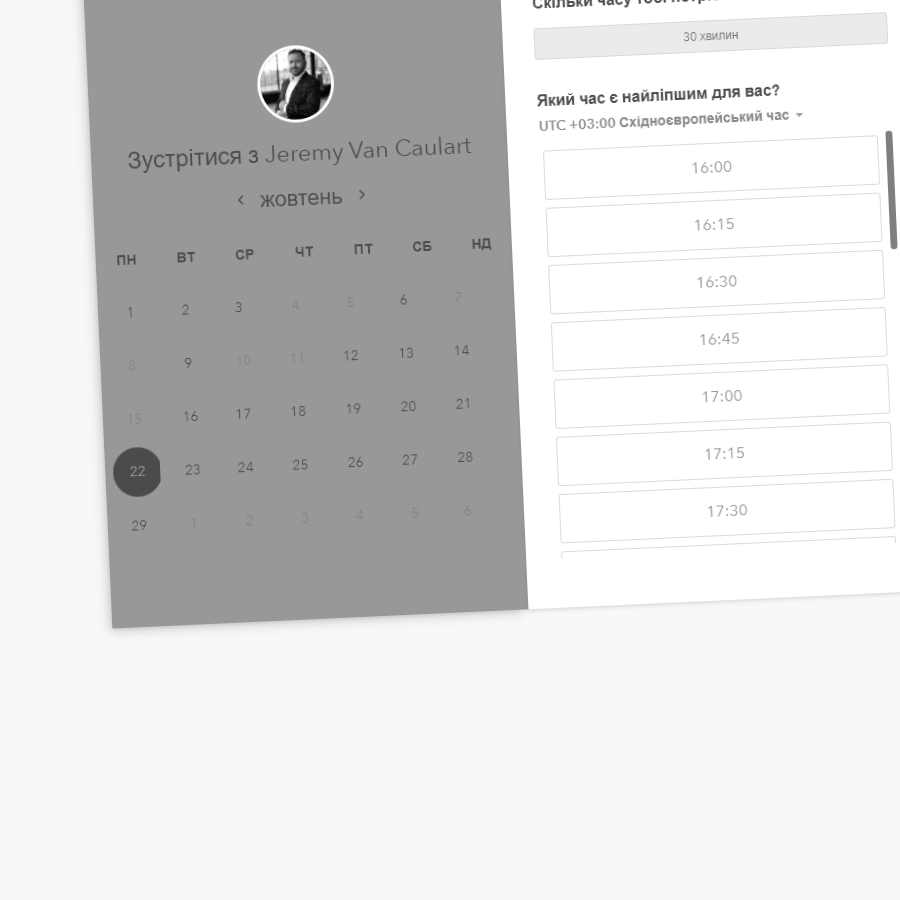 Зустрітися з Jeremy Van Caulart
жовтень
ПН ВТ СР ЧТ ПТ СБ НД
1 2 3 4 5 6 7
8 9 10 11 12 13 14
15 16 17 18 19 20 21
22 23 24 25 26 27 28
29 1 2 3 4 5 6
Скільки часу тобі
30 хвилин
Який час є найліпшим для вас?
UTC +03:00 Східноєвропейський час
16:00
16:15
16:30
16:45
17:00
17:15
17:30